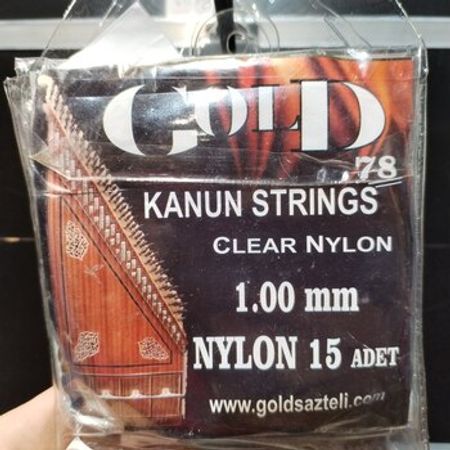 GOLD
.78
KANUN STRINGS
CLEAR NYLON
1.00 mm
NYLON 15 ADET
www.goldsazteli.com